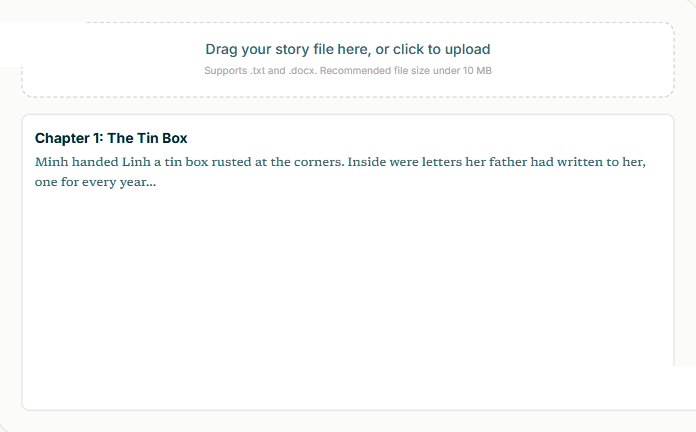 Drag your story file here, or click to upload
Supports .txt and .docx. Recommended file size under 10 MB
Chapter 1: The Tin Box
Minh handed Linh a tin box rusted at the corners. Inside were letters her father had written to her,
one for every year...